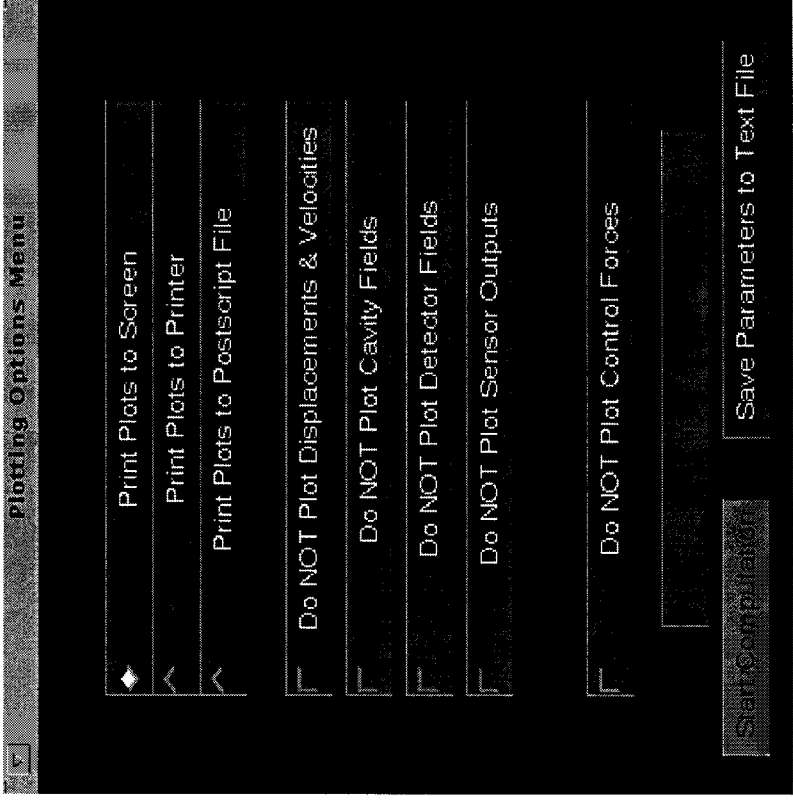 Plotting Options Menu
Print Plots to Screen
Print Plots to Printer
Print Plots to Postscript File
Do NOT Plot Displacements & Velocities
Do NOT Plot Cavity Fields
Do NOT Plot Detector Fields
Do NOT Plot Sensor Outputs
Do NOT Plot Control Forces
Start Computation
Save Parameters to Text File